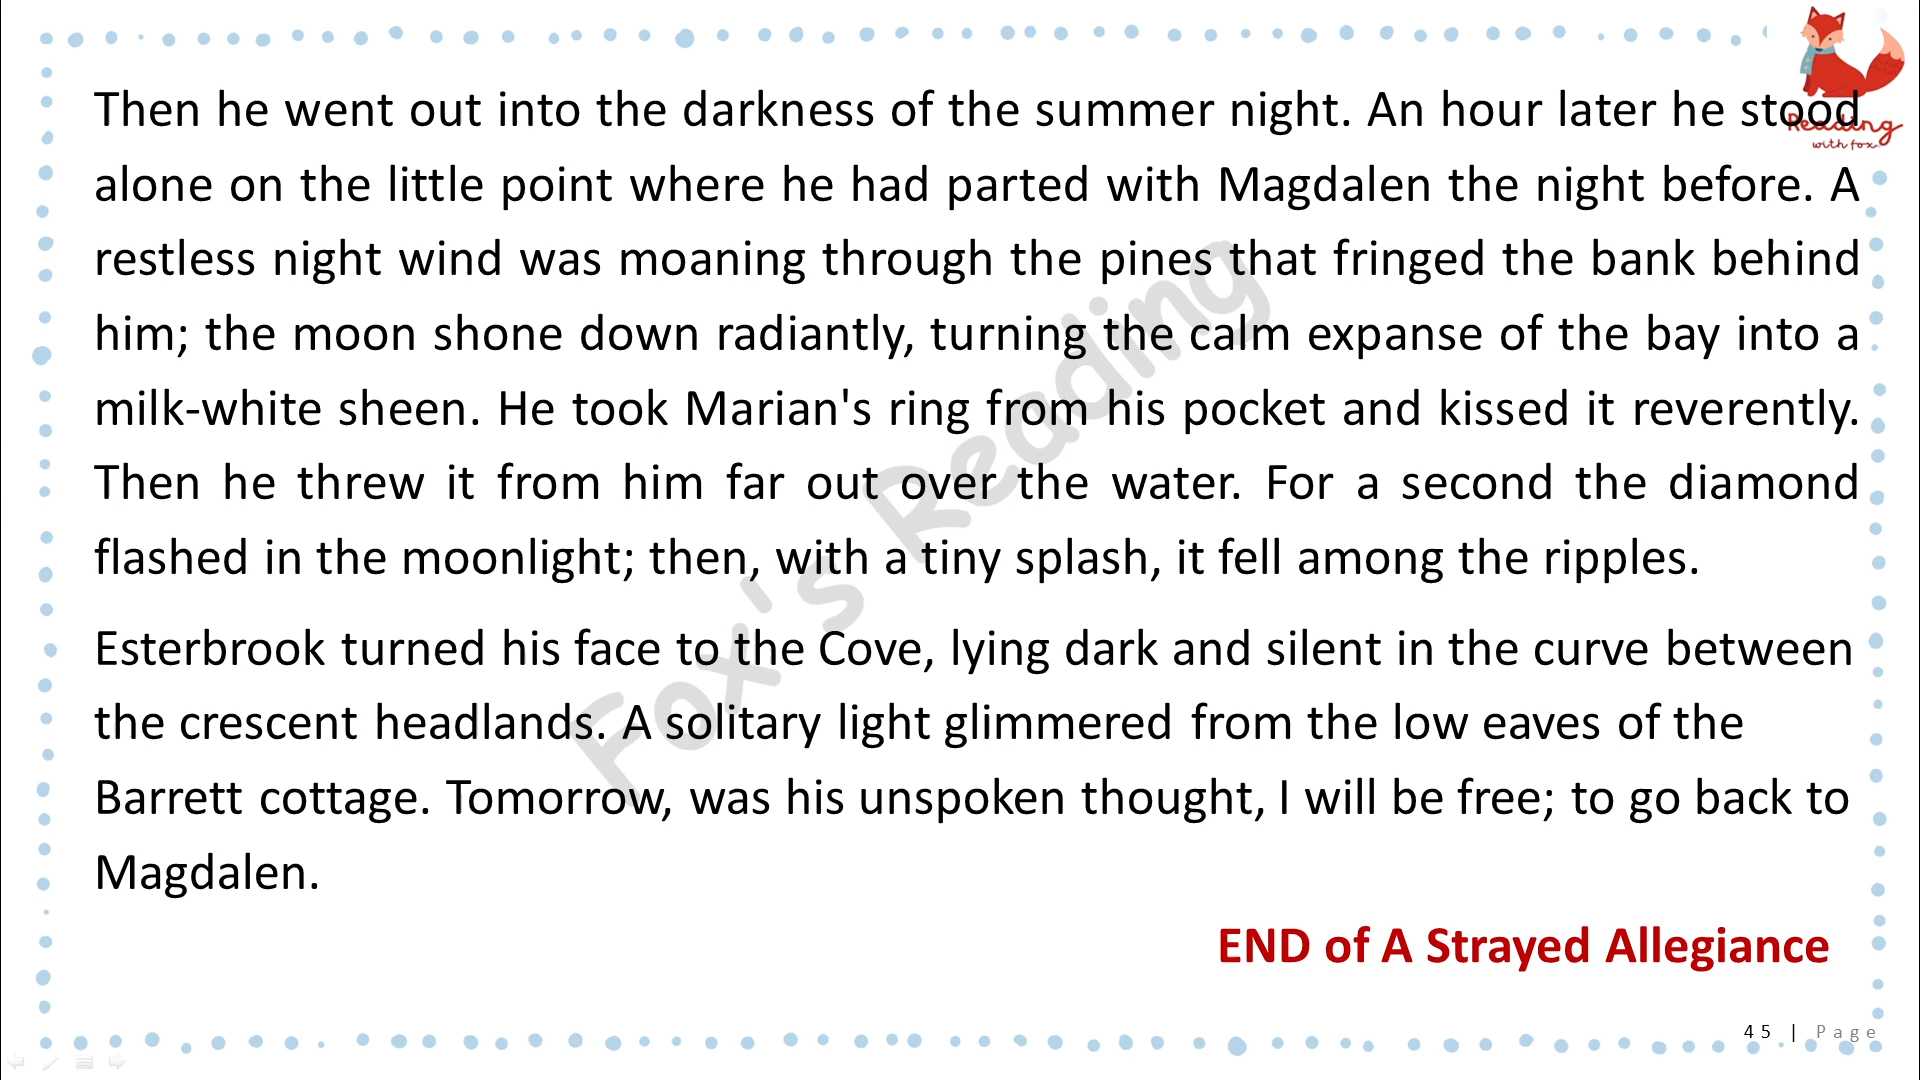 Then he went out into the darkness of the summer night. An hour later he stood
alone on the little point where he had parted with Magdalen the night before. A
restless night wind was moaning through the pines that fringed the bank behind
him; the moon shone down radiantly, turning the calm expanse of the bay into a
milk-white sheen. He took Marian's ring from his pocket and kissed it reverently.
Then he threw it from him far out over the water. For a second the diamond
flashed in the moonlight; then, with a tiny splash, it fell among the ripples.
Esterbrook turned his face to the Cove, lying dark and silent in the curve between
the crescent headlands. A solitary light glimmered from the low eaves of the
Barrett cottage. Tomorrow, was his unspoken thought, I will be free; to go back to
Magdalen.
END of A Strayed Allegiance
45 | Page
Reading
with fox
Fox's Reading